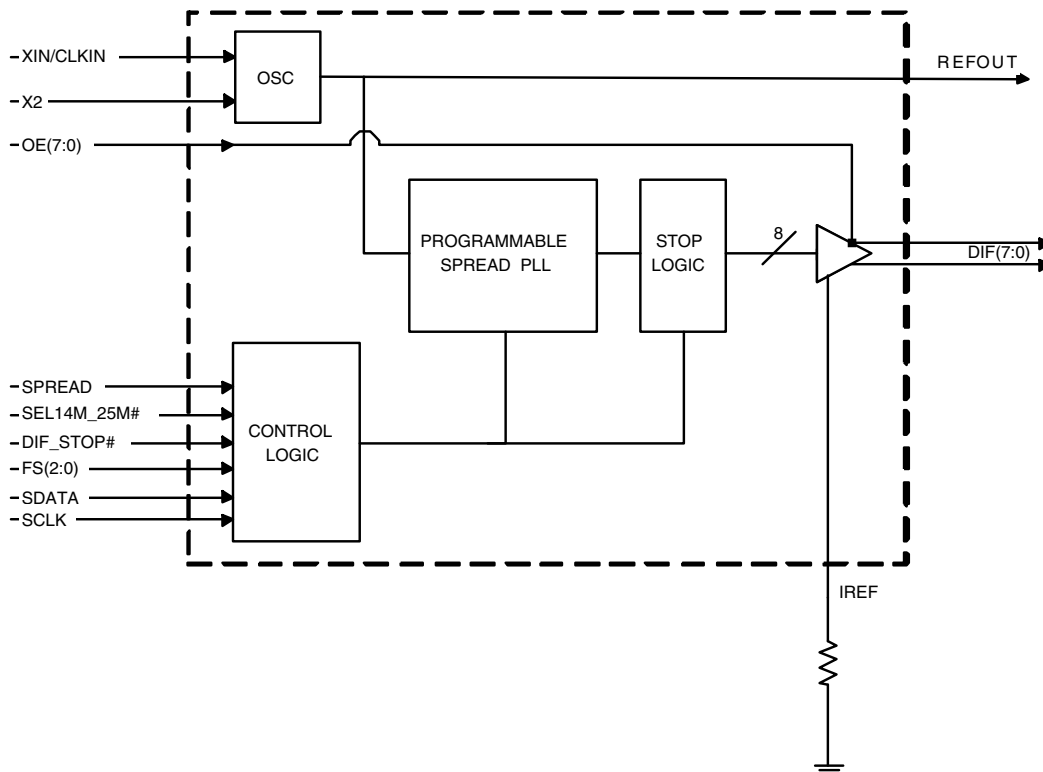 XIN/CLKIN
OSC
REFOUT
X2
OE(7:0)
PROGRAMMABLE
SPREAD PLL
STOP
LOGIC
8
DIF(7:0)
SPREAD
SEL14M_25M#
DIF_STOP#
FS(2:0)
SDATA
SCLK
CONTROL
LOGIC
IREF